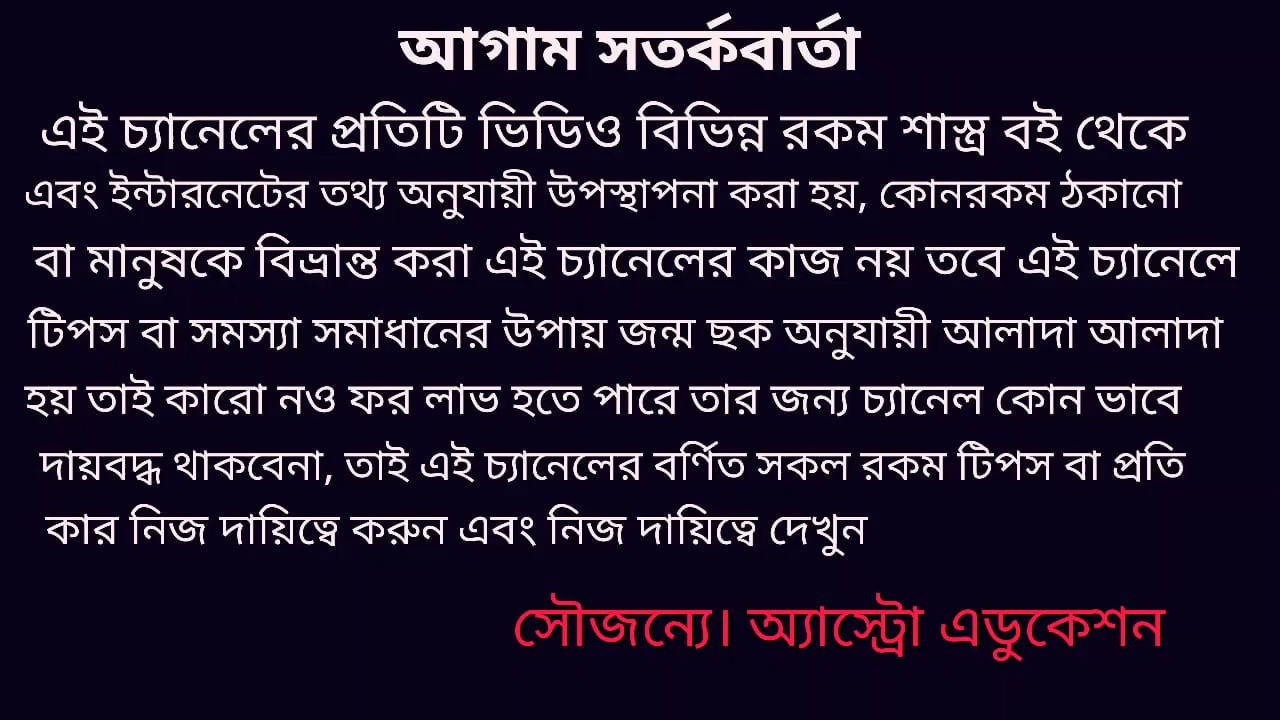 আগাম সতর্কবার্তা
এই চ্যানেলের প্রতিটি ভিডিও বিভিন্ন রকম শাস্ত্র বই থেকে
এবং ইন্টারনেটের তথ্য অনুযায়ী উপস্থাপনা করা হয়, কোনরকম ঠকানো
বা মানুষকে বিভ্রান্ত করা এই চ্যানেলের কাজ নয় তবে এই চ্যানেলে
টিপস বা সমস্যা সমাধানের উপায় জন্ম ছক অনুযায়ী আলাদা আলাদা
হয় তাই কারো নও ফর লাভ হতে পারে তার জন্য চ্যানেল কোন ভাবে
দায়বদ্ধ থাকবেনা, তাই এই চ্যানেলের বর্ণিত সকল রকম টিপস বা প্রতি
কার নিজ দায়িত্বে করুন এবং নিজ দায়িত্বে দেখুন
সৌজন্যে। অ্যাস্ট্রো এডুকেশন